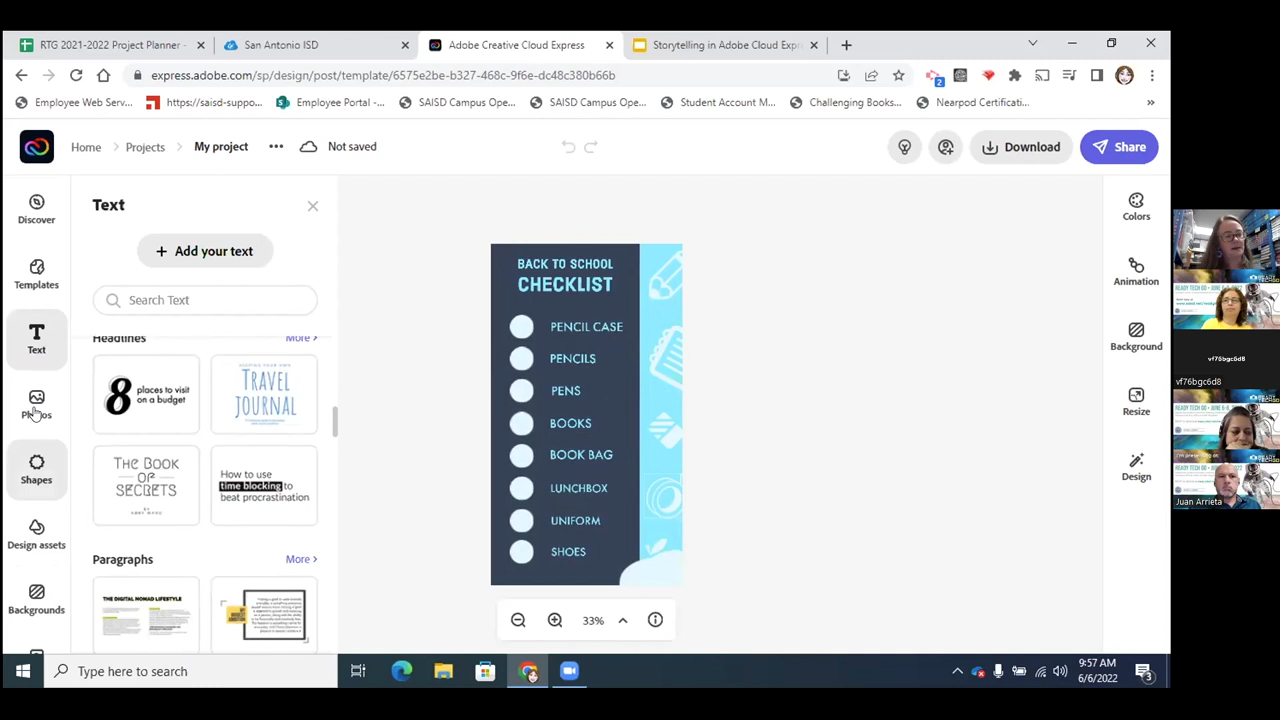 RTG 2021-2022 Project Planner -
San Antonio ISD
Adobe Creative Cloud Express
Storytelling in Adobe Cloud Expr
express.adobe.com/sp/design/post/template/6575e2be-b327-468c-9f6e-dc48c380b66b
2
Employee Web Serv...
https://saisd-suppo...
Employee Portal -...
SAISD Campus Ope...
SAISD Campus Ope...
Student Account M...
Challenging Books...
Nearpod Certificati...
Home
Projects
My project
Not saved
Download
Share
Discover
Templates
Text
Photos
Shapes
Design assets
Backgrounds
Text
+ Add your text
Search Text
Headlines
More
8 places to visit
on a budget
TRAVEL
JOURNAL
THE BOOK
OF
SECRETS
How to use
time blocking to
beat procrastination
Paragraphs
More
THE DIGITAL NOMAD LIFESTYLE
BACK TO SCHOOL
CHECKLIST
PENCIL CASE
PENCILS
PENS
BOOKS
BOOK BAG
LUNCHBOX
UNIFORM
SHOES
33%
Colors
Animation
Background
Resize
Design
vf76bgc6d8
vf76bgc6d8
Juan Arrieta
Type here to search
9:57 AM
6/6/2022
3